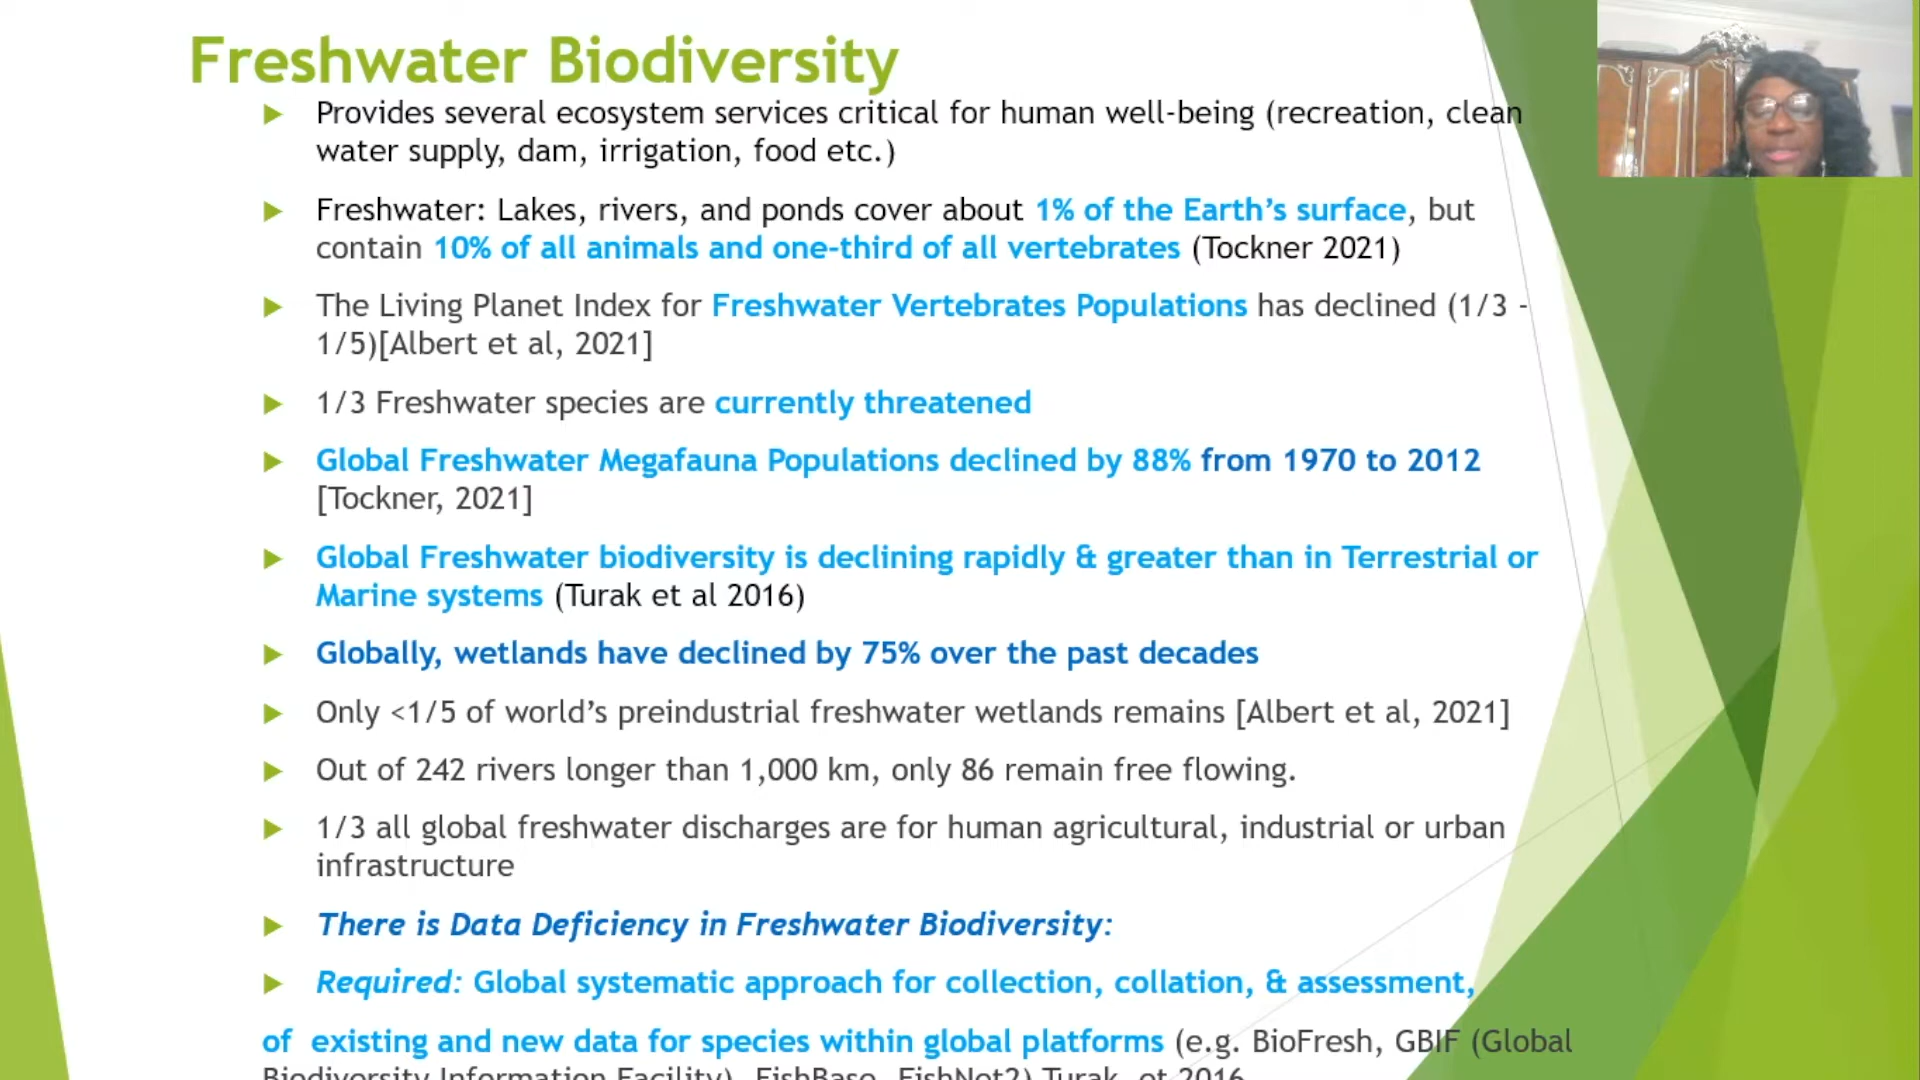 Freshwater Biodiversity
Provides several ecosystem services critical for human well-being (recreation, clean
water supply, dam, irrigation, food etc.)
Freshwater: Lakes, rivers, and ponds cover about 1% of the Earth’s surface, but
contain 10% of all animals and one-third of all vertebrates (Tockner 2021)
The Living Planet Index for Freshwater Vertebrates Populations has declined (1/3 -
1/5)[Albert et al, 2021]
1/3 Freshwater species are currently threatened
Global Freshwater Megafauna Populations declined by 88% from 1970 to 2012
[Tockner, 2021]
Global Freshwater biodiversity is declining rapidly & greater than in Terrestrial or
Marine systems (Turak et al 2016)
Globally, wetlands have declined by 75% over the past decades
Only <1/5 of world’s preindustrial freshwater wetlands remains [Albert et al, 2021]
Out of 242 rivers longer than 1,000 km, only 86 remain free flowing.
1/3 all global freshwater discharges are for human agricultural, industrial or urban
infrastructure
There is Data Deficiency in Freshwater Biodiversity:
Required: Global systematic approach for collection, collation, & assessment,
of existing and new data for species within global platforms (e.g. BioFresh, GBIF (Global
Biodiversity Information Facility), FishBase, FishNet2) Turak, et 2016